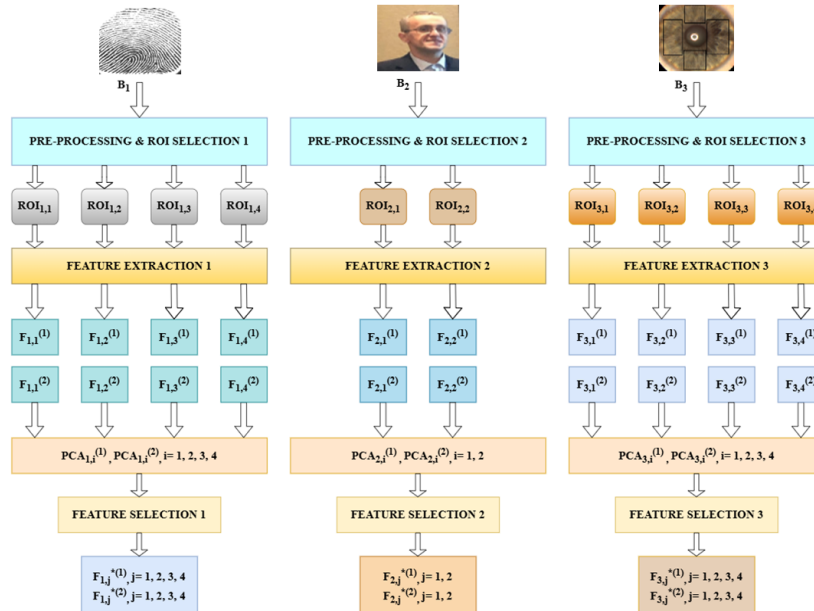 B₁
B₂
B₃
PRE-PROCESSING & ROI SELECTION 1
PRE-PROCESSING & ROI SELECTION 2
PRE-PROCESSING & ROI SELECTION 3
ROI₁,₁ ROI₁,₂ ROI₁,₃ ROI₁,₄
ROI₂,₁ ROI₂,₂
ROI₃,₁ ROI₃,₂ ROI₃,₃ ROI₃,
FEATURE EXTRACTION 1
FEATURE EXTRACTION 2
FEATURE EXTRACTION 3
F₁,₁⁽¹⁾ F₁,₂⁽¹⁾ F₁,₃⁽¹⁾ F₁,₄⁽¹⁾
F₂,₁⁽¹⁾ F₂,₂⁽¹⁾
F₃,₁⁽¹⁾ F₃,₂⁽¹⁾ F₃,₃⁽¹⁾ F₃,₄⁽¹⁾
F₁,₁⁽²⁾ F₁,₂⁽²⁾ F₁,₃⁽²⁾ F₁,₄⁽²⁾
F₂,₁⁽²⁾ F₂,₂⁽²⁾
F₃,₁⁽²⁾ F₃,₂⁽²⁾ F₃,₃⁽²⁾ F₃,₄⁽²⁾
PCA₁,ᵢ⁽¹⁾, PCA₁,ᵢ⁽²⁾, i= 1, 2, 3, 4
PCA₂,ᵢ⁽¹⁾, PCA₂,ᵢ⁽²⁾, i= 1, 2
PCA₃,ᵢ⁽¹⁾, PCA₃,ᵢ⁽²⁾, i= 1, 2, 3, 4
FEATURE SELECTION 1
FEATURE SELECTION 2
FEATURE SELECTION 3
F₁,ⱼ*⁽¹⁾, j= 1, 2, 3, 4
F₁,ⱼ*⁽²⁾, j= 1, 2, 3, 4
F₂,ⱼ*⁽¹⁾, j= 1, 2
F₂,ⱼ*⁽²⁾, j= 1, 2
F₃,ⱼ*⁽¹⁾, j= 1, 2, 3, 4
F₃,ⱼ*⁽²⁾, j= 1, 2, 3, 4